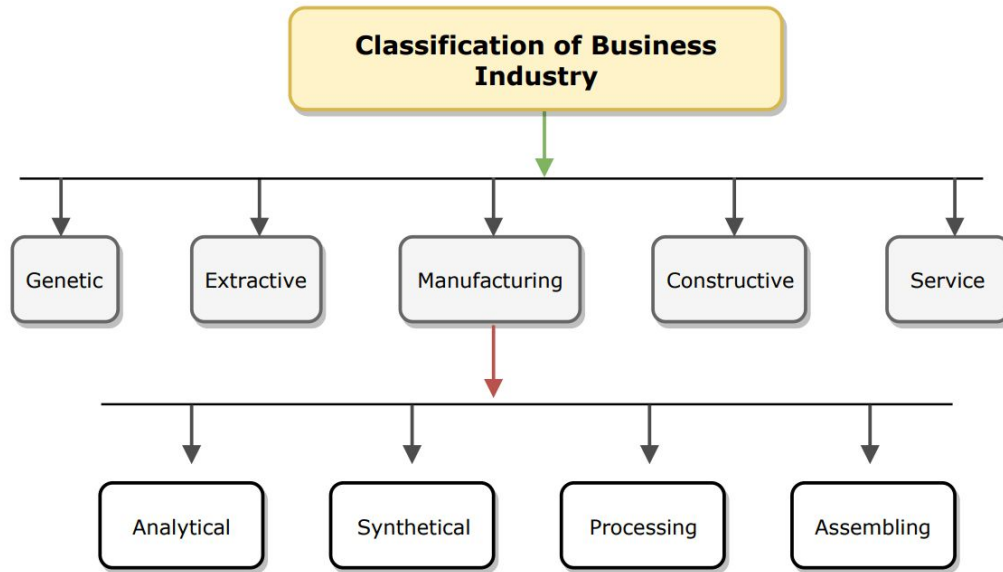 Classification of Business
Industry
Genetic
Extractive
Manufacturing
Constructive
Service
Analytical
Synthetical
Processing
Assembling